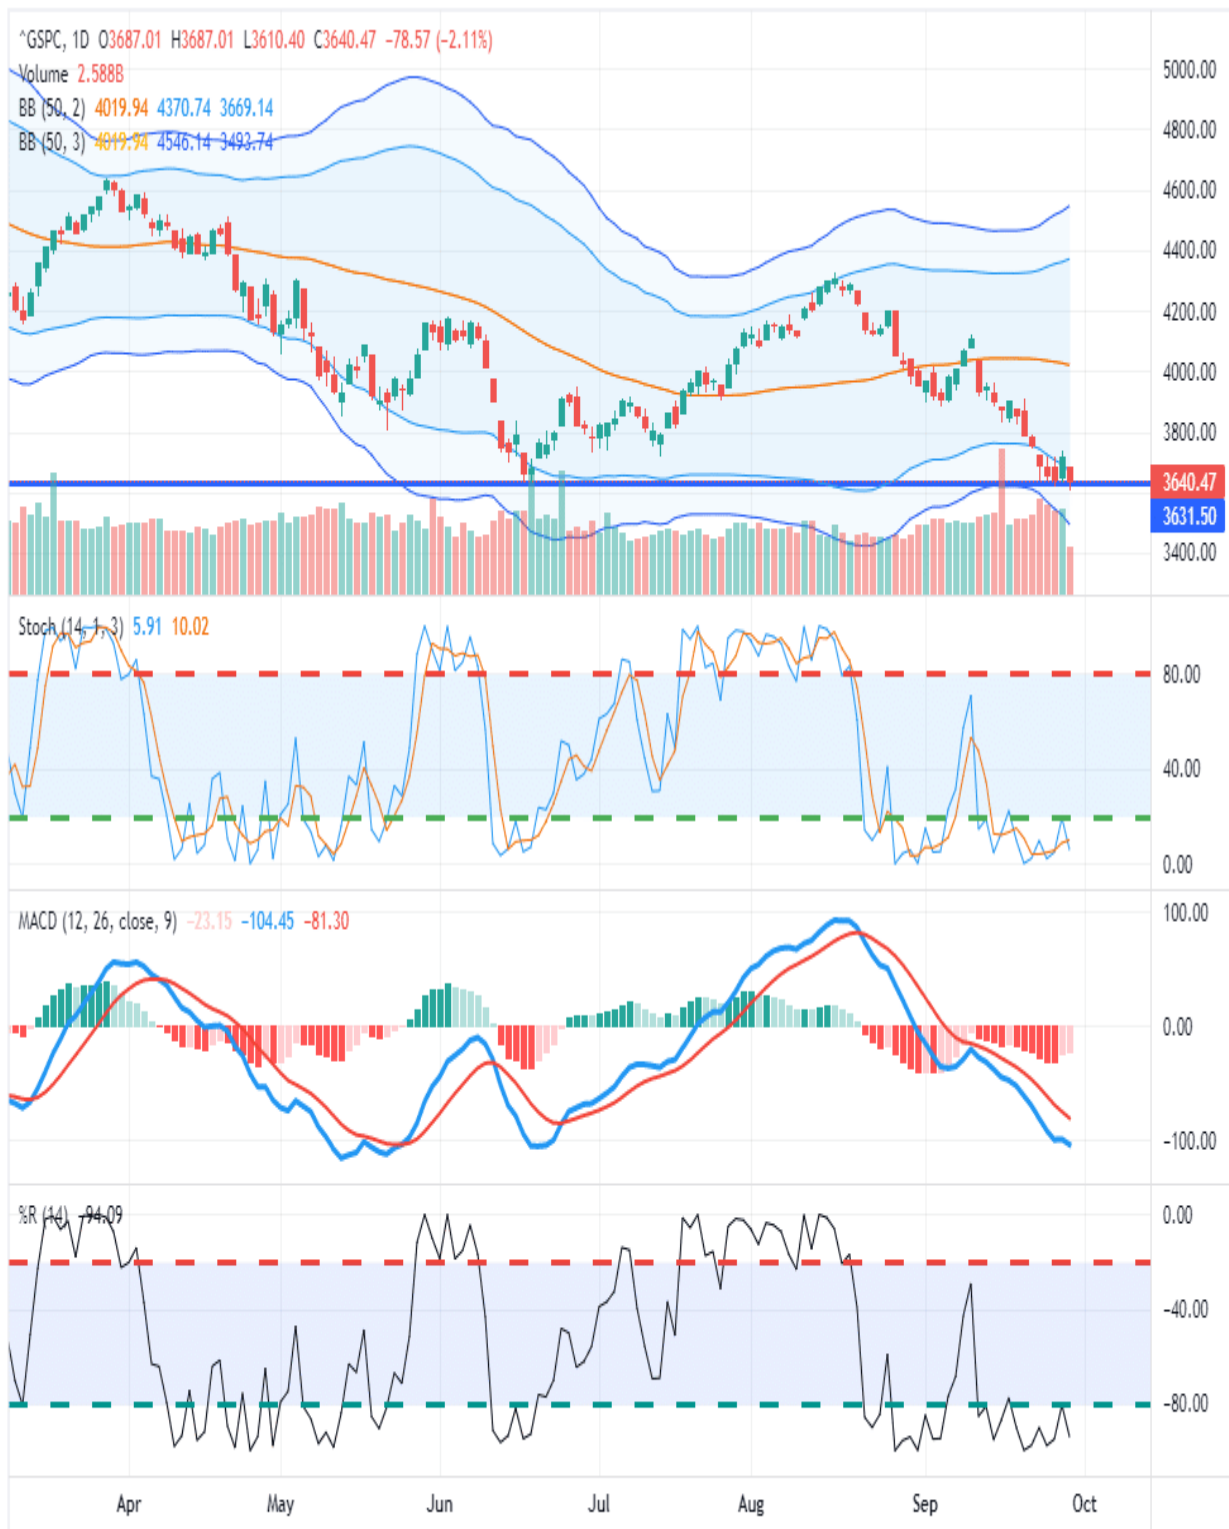 ^GSPC, 1D O3687.01 H3687.01 L3610.40 C3640.47 −78.57 (−2.11%)
Volume 2.588B
BB (50, 2) 4019.94 4370.74 3669.14
BB (50, 3) 4019.94 4546.14 3493.74
5000.00
4800.00
4600.00
4400.00
4200.00
4000.00
3800.00
3640.47
3631.50
3400.00
Stoch (14, 1, 3) 5.91 10.02
80.00
40.00
0.00
MACD (12, 26, close, 9) −23.15 −104.45 −81.30
100.00
0.00
−100.00
%R (14) −94.09
0.00
−40.00
−80.00
Apr May Jun Jul Aug Sep Oct